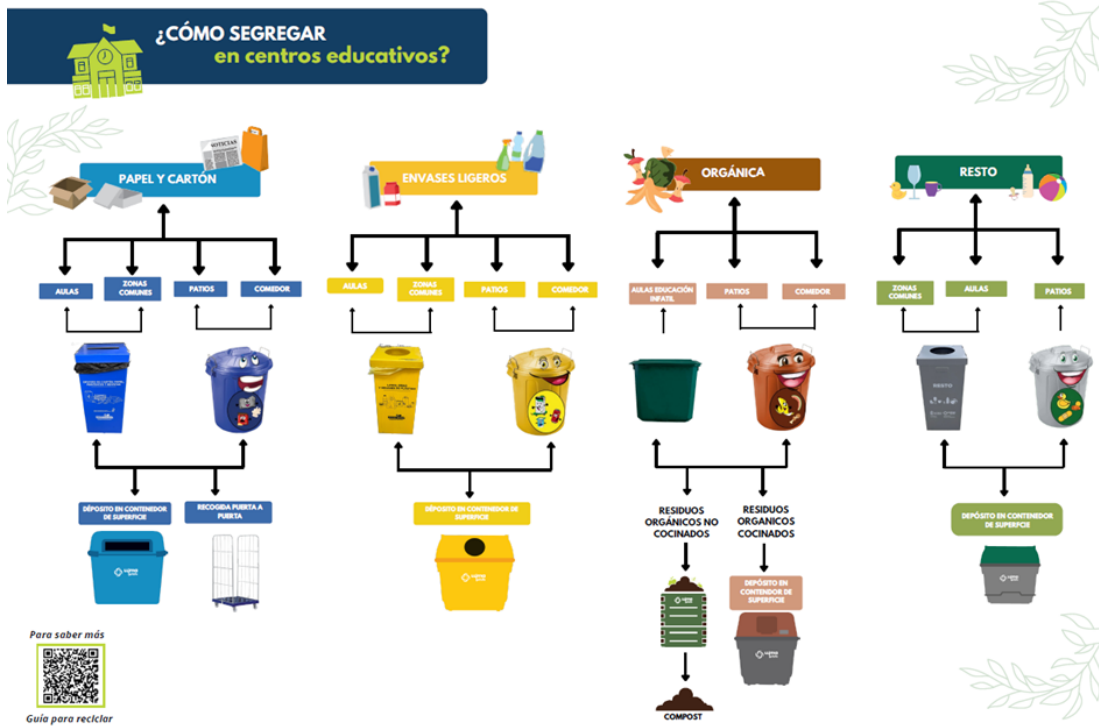 ¿CÓMO SEGREGAR
en centros educativos?
NOTICIAS
PAPEL Y CARTÓN
ENVASES LIGEROS
ORGÁNICA
RESTO
AULAS
ZONAS
COMUNES
PATIOS
COMEDOR
AULAS
ZONAS
COMUNES
PATIOS
COMEDOR
AULAS EDUCACIÓN
INFATIL
PATIOS
COMEDOR
ZONAS
COMUNES
AULAS
PATIOS
RESTO
DÉPOSITO EN CONTENEDOR
DE SUPERFICIE
RECOGIDA PUERTA A
PUERTA
DÉPOSITO EN CONTENEDOR DE
SUPERFICIE
RESIDUOS
ORGÁNICOS NO
COCINADOS
RESIDUOS
ORGANICOS
COCINADOS
DEPÓSITO EN CONTENEDOR
DE SUPERFCIE
DEPÓSITO EN
CONTENDOR DE
SUPERFICIE
COMPOST
Para saber más
Guía para reciclar